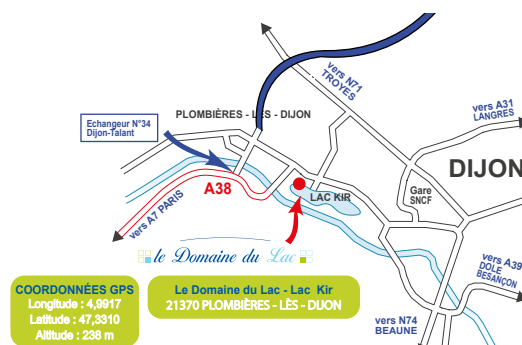 vers N71
TROYES
vers A31
LANGRES
PLOMBIÈRES - LÈS - DIJON
Echangeur N°34
Dijon-Talant
DIJON
A38
LAC KIR
Gare
SNCF
vers A7 PARIS
le Domaine du Lac
vers A39
DOLE
BESANÇON
COORDONNÉES GPS
Longitude : 4,9917
Latitude : 47,3310
Altitude : 238 m
Le Domaine du Lac - Lac Kir
21370 PLOMBIÈRES - LÈS - DIJON
vers N74
BEAUNE